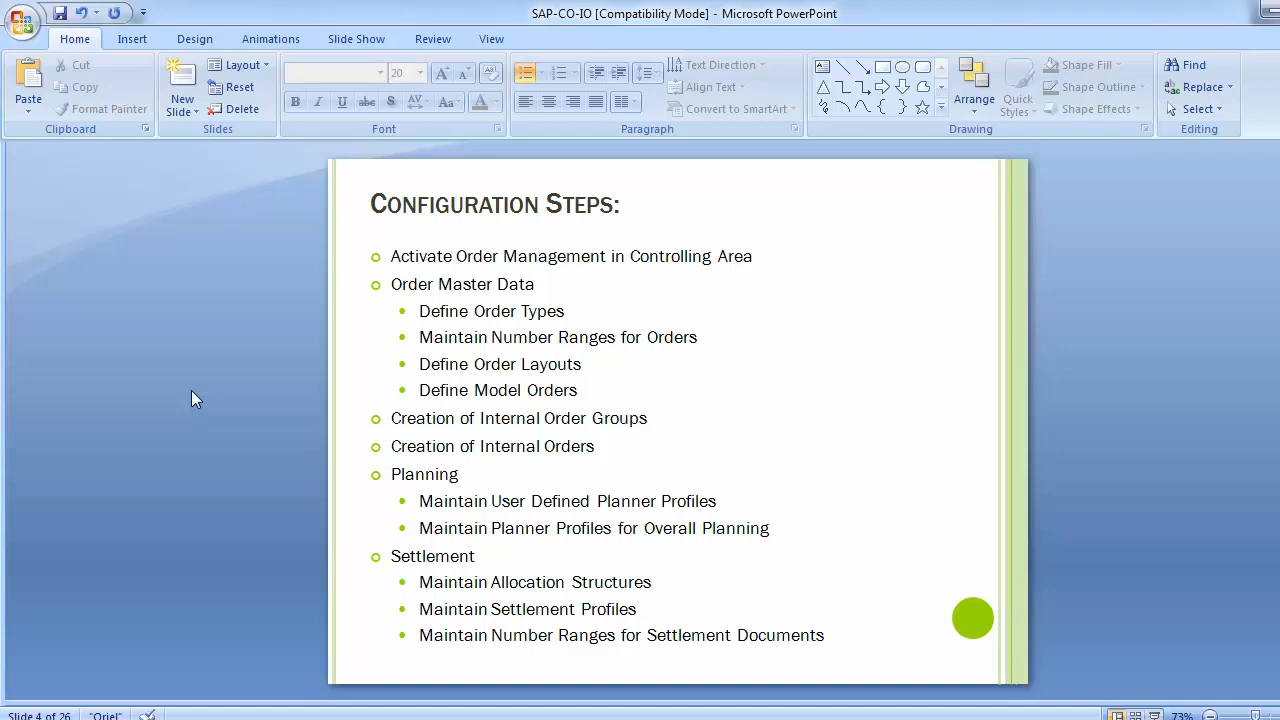 SAP-CO-IO [Compatibility Mode] - Microsoft PowerPoint
Home Insert Design Animations Slide Show Review View
Paste
Cut
Copy
Format Painter
Clipboard
New Slide
Layout
Reset
Delete
Slides
20
Font
Text Direction
Align Text
Convert to SmartArt
Paragraph
Arrange
Quick Styles
Shape Fill
Shape Outline
Shape Effects
Drawing
Find
Replace
Select
Editing
CONFIGURATION STEPS:
Activate Order Management in Controlling Area
Order Master Data
Define Order Types
Maintain Number Ranges for Orders
Define Order Layouts
Define Model Orders
Creation of Internal Order Groups
Creation of Internal Orders
Planning
Maintain User Defined Planner Profiles
Maintain Planner Profiles for Overall Planning
Settlement
Maintain Allocation Structures
Maintain Settlement Profiles
Maintain Number Ranges for Settlement Documents
Slide 4 of 26 "Oriel" 73%